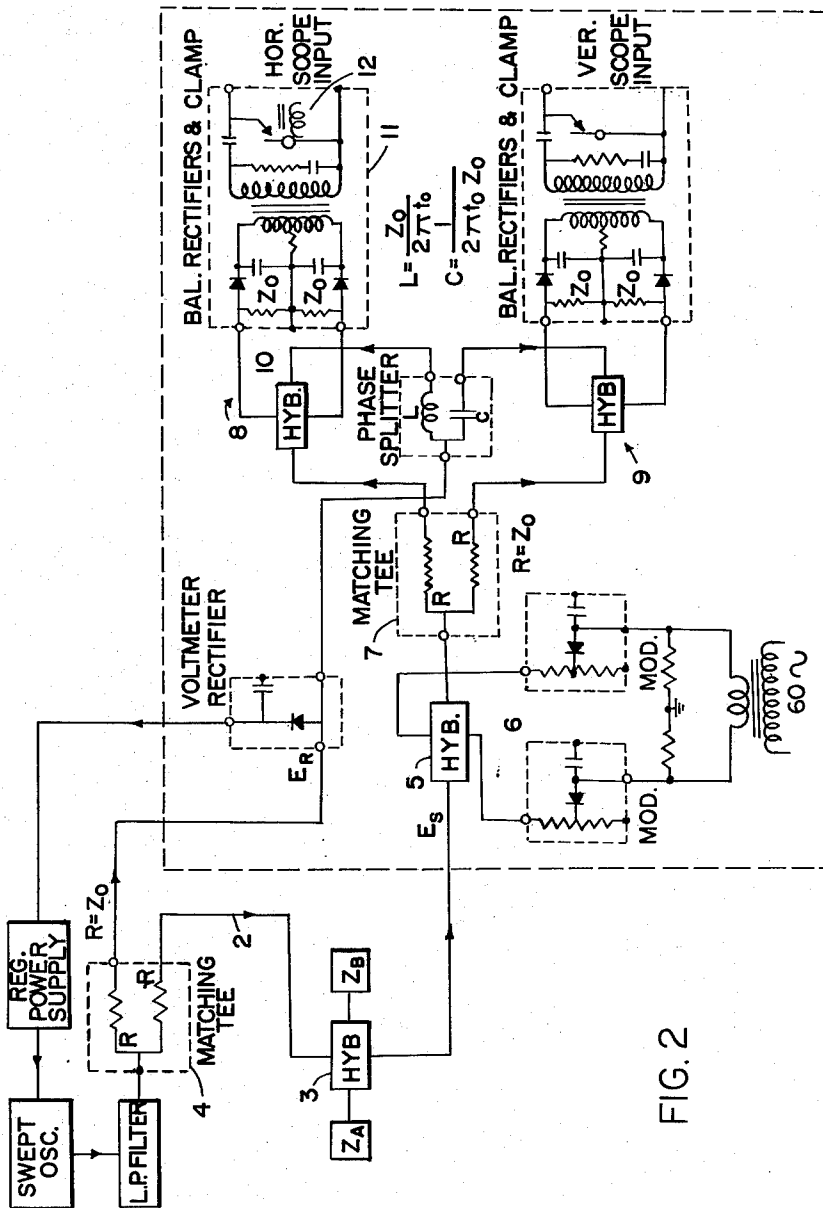 SWEPT
OSC.
REG.
POWER
SUPPLY
L.P. FILTER
R=Z₀
R
R
MATCHING
TEE
4
2
Z_A
HYB
Z_B
3
VOLTMETER
RECTIFIER
E_R
E_S
5
HYB.
6
MOD.
MOD.
60~
7
MATCHING
TEE
R
R
R=Z₀
PHASE
SPLITTER
L
C
8
HYB.
10
9
HYB
BAL. RECTIFIERS & CLAMP
Z₀
Z₀
HOR.
SCOPE
INPUT
12
11
L= Z₀ / 2πt₀
C= 1 / 2πt₀ Z₀
BAL. RECTIFIERS & CLAMP
Z₀
Z₀
VER.
SCOPE
INPUT
FIG. 2